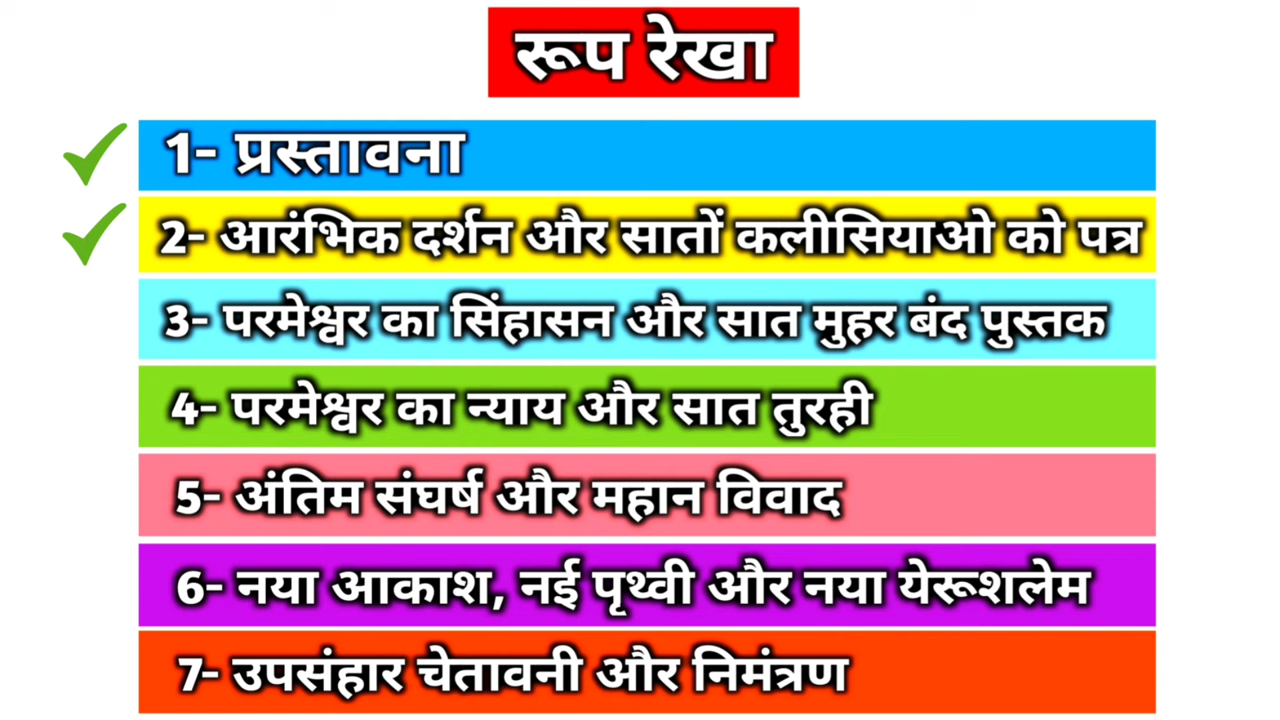 रूप रेखा
1- प्रस्तावना
2- आरंभिक दर्शन और सातों कलीसियाओ को पत्र
3- परमेश्वर का सिंहासन और सात मुहर बंद पुस्तक
4- परमेश्वर का न्याय और सात तुरही
5- अंतिम संघर्ष और महान विवाद
6- नया आकाश, नई पृथ्वी और नया येरूशलेम
7- उपसंहार चेतावनी और निमंत्रण